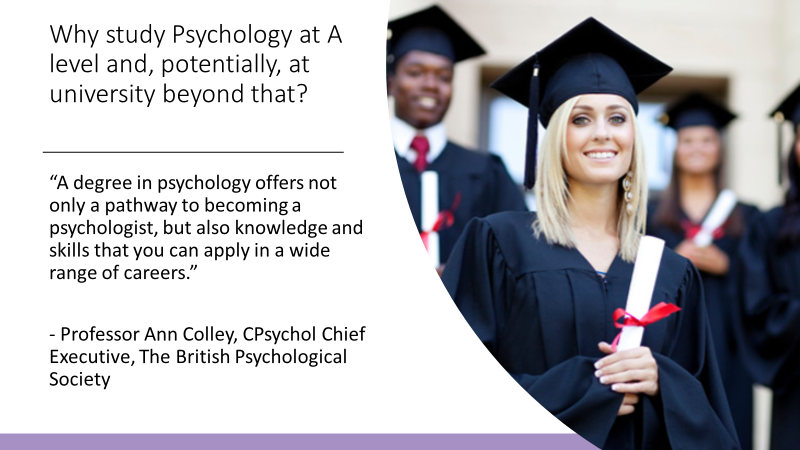 Why study Psychology at A
level and, potentially, at
university beyond that?
“A degree in psychology offers not
only a pathway to becoming a
psychologist, but also knowledge and
skills that you can apply in a wide
range of careers.”
- Professor Ann Colley, CPsychol Chief
Executive, The British Psychological
Society